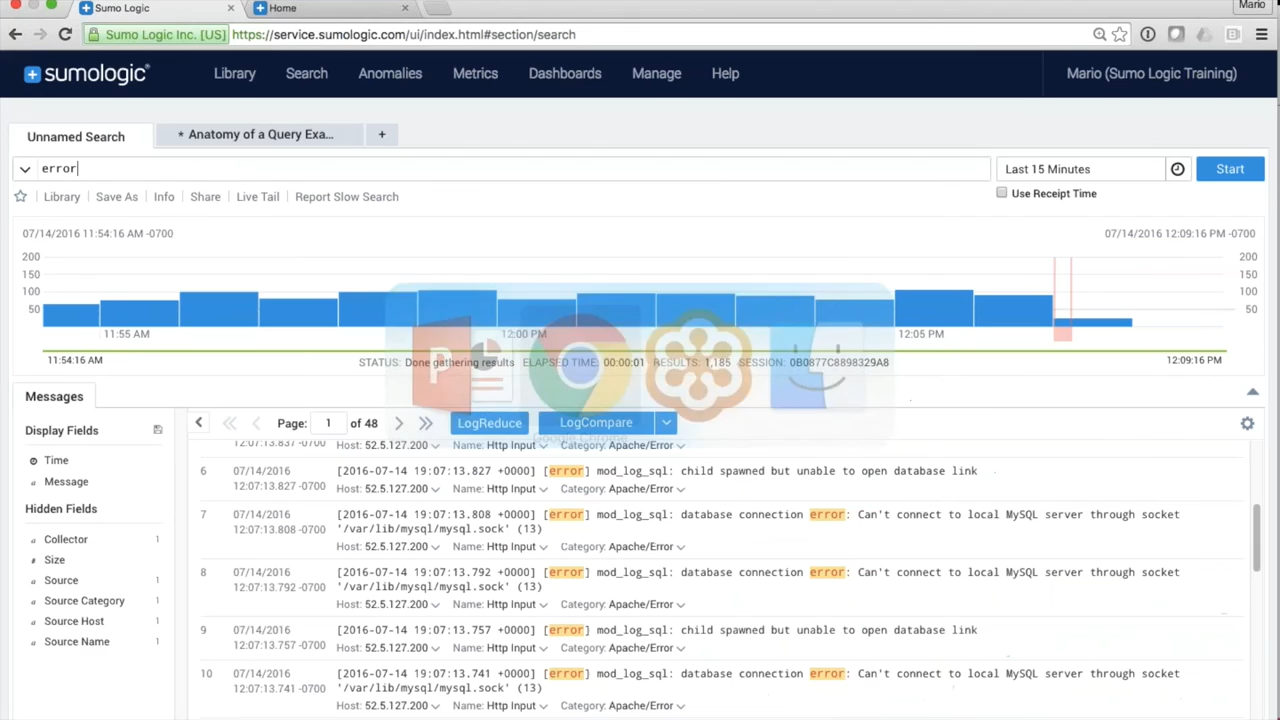 Sumo Logic
Home
Mario
Sumo Logic Inc. [US] https://service.sumologic.com/ui/index.html#section/search
sumologic® Library Search Anomalies Metrics Dashboards Manage Help Mario (Sumo Logic Training)
Unnamed Search * Anatomy of a Query Exa... +
error Last 15 Minutes Start
Library Save As Info Share Live Tail Report Slow Search Use Receipt Time
07/14/2016 11:54:16 AM -0700 07/14/2016 12:09:16 PM -0700
200 200
150 150
100 100
50 50
11:55 AM 12:00 PM 12:05 PM
11:54:16 AM STATUS: Done gathering results ELAPSED TIME: 00:00:01 RESULTS: 1,185 SESSION: 0B0877C8898329A8 12:09:16 PM
Messages
Page: 1 of 48 LogReduce LogCompare
Google Chrome
Display Fields
Time
Message
Hidden Fields
Collector 1
Size
Source 1
Source Category 1
Source Host 1
Source Name 1
12:07:13.837 -0700 Host: 52.5.127.200 Name: Http Input Category: Apache/Error
6 07/14/2016 [2016-07-14 19:07:13.827 +0000] [error] mod_log_sql: child spawned but unable to open database link
12:07:13.827 -0700 Host: 52.5.127.200 Name: Http Input Category: Apache/Error
7 07/14/2016 [2016-07-14 19:07:13.808 +0000] [error] mod_log_sql: database connection error: Can't connect to local MySQL server through socket
12:07:13.808 -0700 '/var/lib/mysql/mysql.sock' (13)
Host: 52.5.127.200 Name: Http Input Category: Apache/Error
8 07/14/2016 [2016-07-14 19:07:13.792 +0000] [error] mod_log_sql: database connection error: Can't connect to local MySQL server through socket
12:07:13.792 -0700 '/var/lib/mysql/mysql.sock' (13)
Host: 52.5.127.200 Name: Http Input Category: Apache/Error
9 07/14/2016 [2016-07-14 19:07:13.757 +0000] [error] mod_log_sql: child spawned but unable to open database link
12:07:13.757 -0700 Host: 52.5.127.200 Name: Http Input Category: Apache/Error
10 07/14/2016 [2016-07-14 19:07:13.741 +0000] [error] mod_log_sql: database connection error: Can't connect to local MySQL server through socket
12:07:13.741 -0700 '/var/lib/mysql/mysql.sock' (13)
Host: 52.5.127.200 Name: Http Input Category: Apache/Error